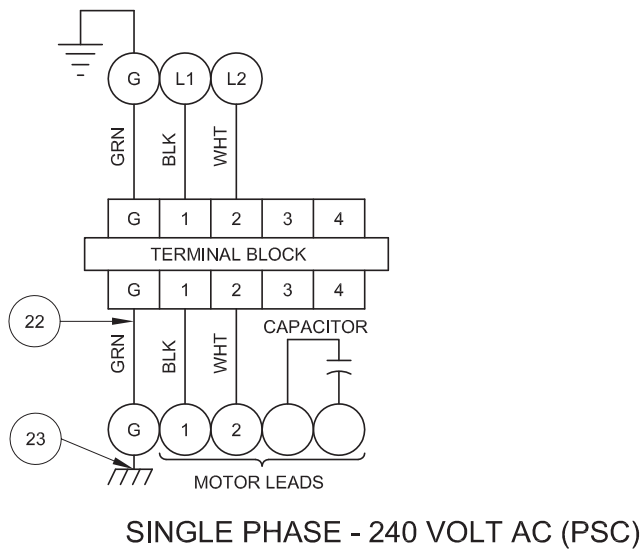 G L1 L2
GRN BLK WHT
G 1 2 3 4
TERMINAL BLOCK
G 1 2 3 4
22
CAPACITOR
GRN BLK WHT
23
G 1 2
MOTOR LEADS
SINGLE PHASE - 240 VOLT AC (PSC)